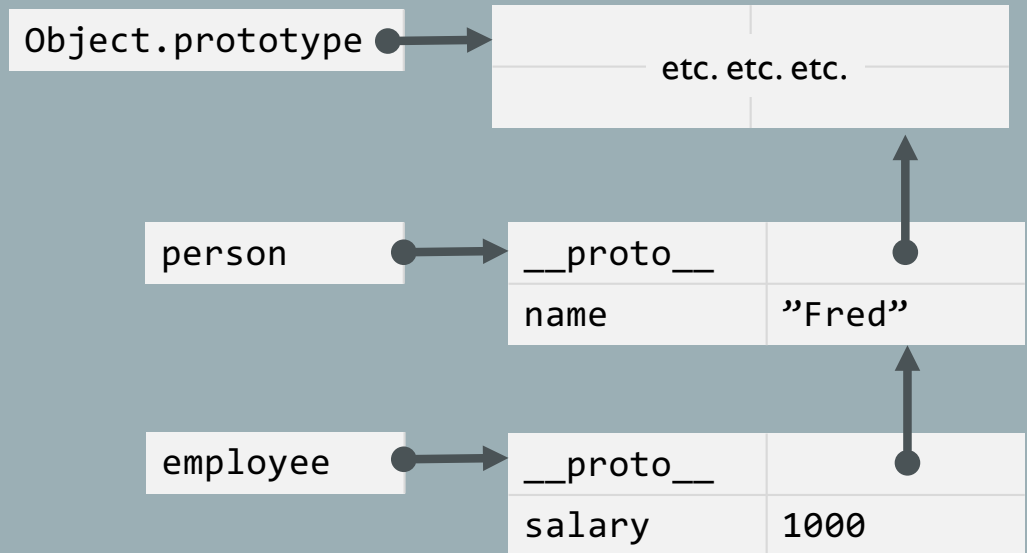 Object.prototype
etc. etc. etc.
person
__proto__
name ”Fred”
employee
__proto__
salary 1000